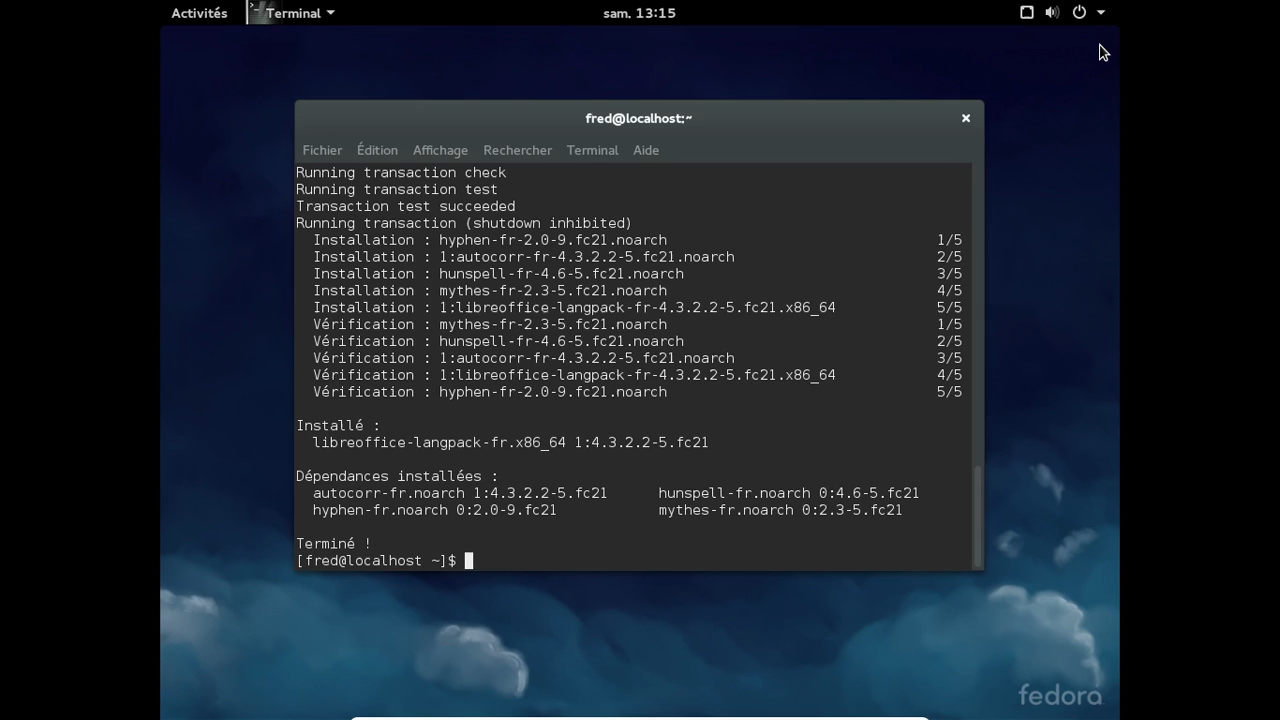 Activités Terminal sam. 13:15
fred@localhost:~
Fichier Édition Affichage Rechercher Terminal Aide
Running transaction check
Running transaction test
Transaction test succeeded
Running transaction (shutdown inhibited)
Installation : hyphen-fr-2.0-9.fc21.noarch 1/5
Installation : 1:autocorr-fr-4.3.2.2-5.fc21.noarch 2/5
Installation : hunspell-fr-4.6-5.fc21.noarch 3/5
Installation : mythes-fr-2.3-5.fc21.noarch 4/5
Installation : 1:libreoffice-langpack-fr-4.3.2.2-5.fc21.x86_64 5/5
Vérification : mythes-fr-2.3-5.fc21.noarch 1/5
Vérification : hunspell-fr-4.6-5.fc21.noarch 2/5
Vérification : 1:autocorr-fr-4.3.2.2-5.fc21.noarch 3/5
Vérification : 1:libreoffice-langpack-fr-4.3.2.2-5.fc21.x86_64 4/5
Vérification : hyphen-fr-2.0-9.fc21.noarch 5/5
Installé :
libreoffice-langpack-fr.x86_64 1:4.3.2.2-5.fc21
Dépendances installées :
autocorr-fr.noarch 1:4.3.2.2-5.fc21 hunspell-fr.noarch 0:4.6-5.fc21
hyphen-fr.noarch 0:2.0-9.fc21 mythes-fr.noarch 0:2.3-5.fc21
Terminé !
[fred@localhost ~]$
fedora